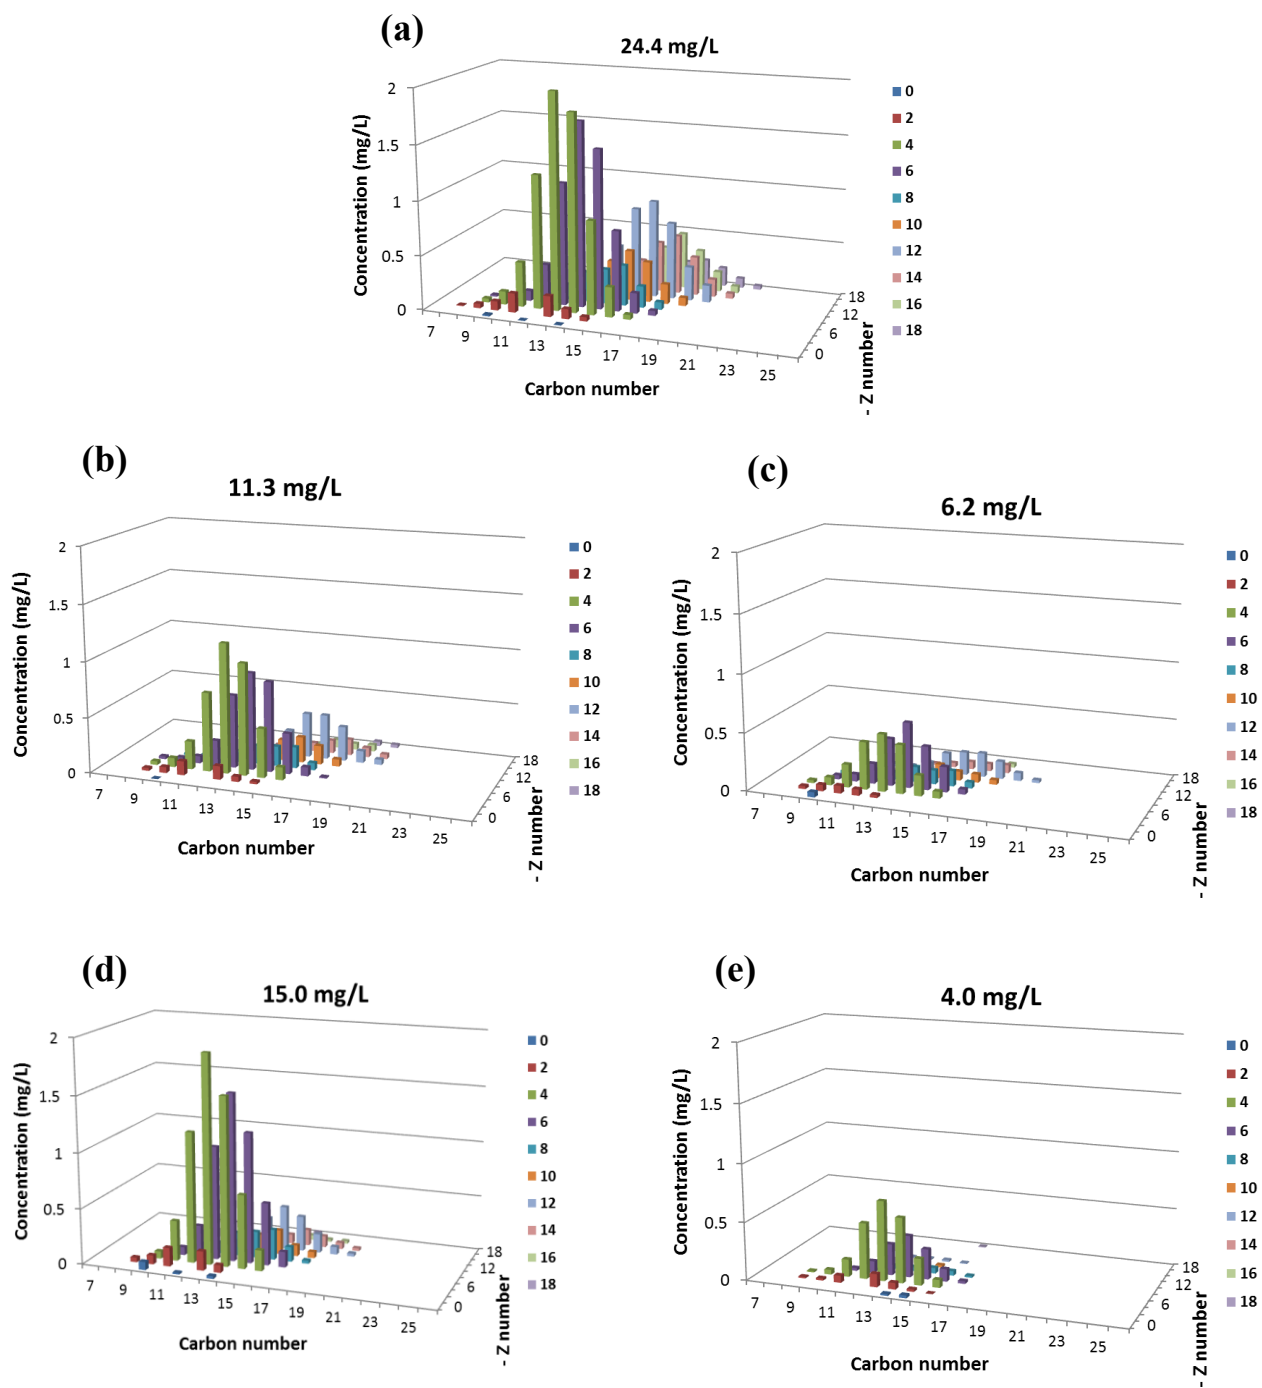 (a)
24.4 mg/L
Concentration (mg/L)
2
1.5
1
0.5
0
7 9 11 13 15 17 19 21 23 25
Carbon number
0 6 12 18
- Z number
0
2
4
6
8
10
12
14
16
18
(b)
11.3 mg/L
Concentration (mg/L)
2
1.5
1
0.5
0
7 9 11 13 15 17 19 21 23 25
Carbon number
0 6 12 18
- Z number
0
2
4
6
8
10
12
14
16
18
(c)
6.2 mg/L
Concentration (mg/L)
2
1.5
1
0.5
0
7 9 11 13 15 17 19 21 23 25
Carbon number
0 6 12 18
- Z number
0
2
4
6
8
10
12
14
16
18
(d)
15.0 mg/L
Concentration (mg/L)
2
1.5
1
0.5
0
7 9 11 13 15 17 19 21 23 25
Carbon number
0 6 12 18
- Z number
0
2
4
6
8
10
12
14
16
18
(e)
4.0 mg/L
Concentration (mg/L)
2
1.5
1
0.5
0
7 9 11 13 15 17 19 21 23 25
Carbon number
0 6 12 18
- Z number
0
2
4
6
8
10
12
14
16
18